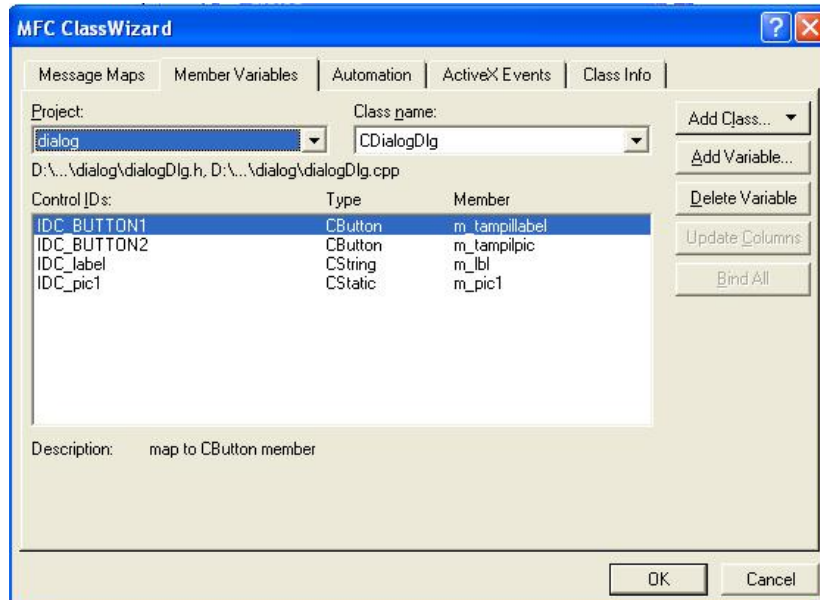 MFC ClassWizard
Message Maps Member Variables Automation ActiveX Events Class Info
Project: Class name:
dialog CDialogDlg
Add Class...
D:\...\dialog\dialogDlg.h, D:\...\dialog\dialogDlg.cpp
Add Variable...
Control IDs: Type Member
Delete Variable
IDC_BUTTON1 CButton m_tampillabel
IDC_BUTTON2 CButton m_tampilpic
Update Columns
IDC_label CString m_lbl
IDC_pic1 CStatic m_pic1
Bind All
Description: map to CButton member
OK Cancel